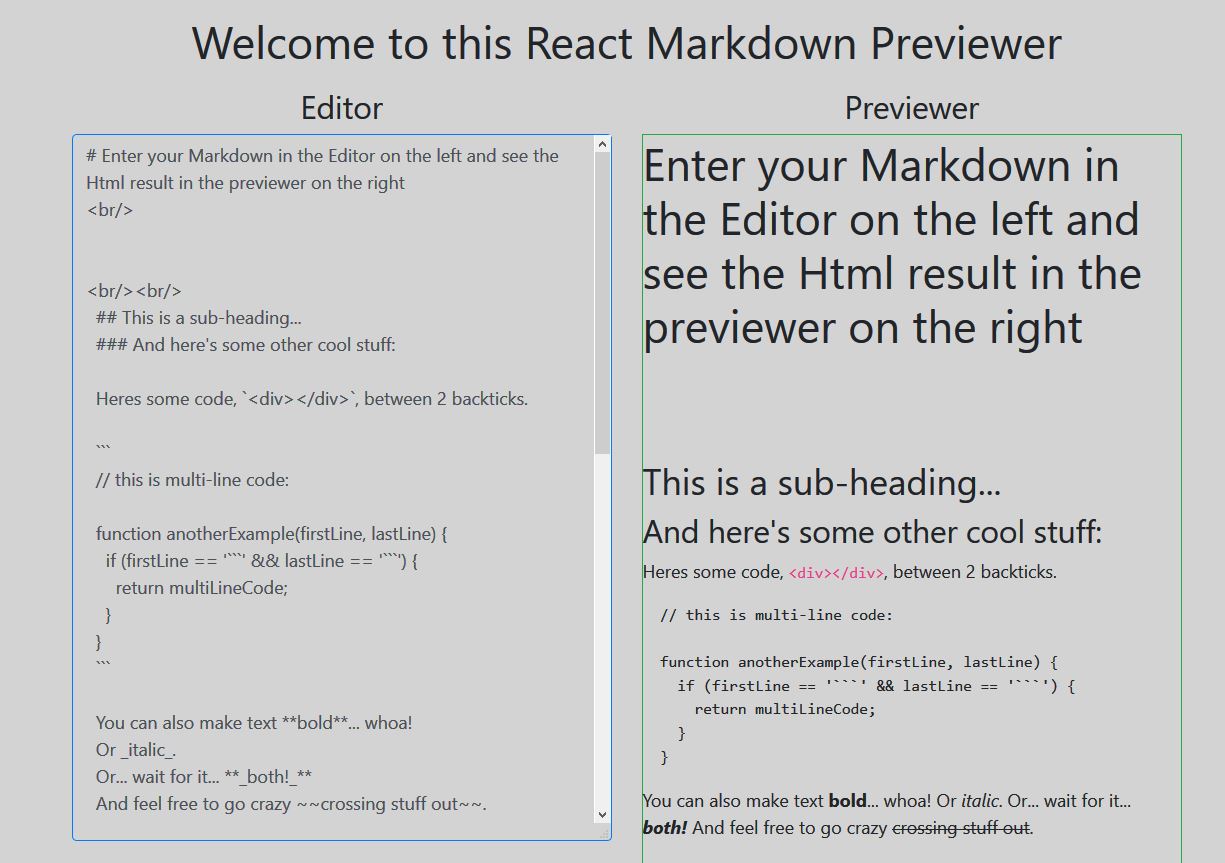 Welcome to this React Markdown Previewer
Editor
# Enter your Markdown in the Editor on the left and see the
Html result in the previewer on the right
<br/>
<br/><br/>
## This is a sub-heading...
### And here's some other cool stuff:
Heres some code, `<div></div>`, between 2 backticks.
```
// this is multi-line code:
function anotherExample(firstLine, lastLine) {
if (firstLine == '```' && lastLine == '```') {
return multiLineCode;
}
}
```
You can also make text **bold**... whoa!
Or _italic_.
Or... wait for it... **_both!_**
And feel free to go crazy ~~crossing stuff out~~.
Previewer
Enter your Markdown in
the Editor on the left and
see the Html result in the
previewer on the right
This is a sub-heading...
And here's some other cool stuff:
Heres some code, <div></div>, between 2 backticks.
// this is multi-line code:
function anotherExample(firstLine, lastLine) {
if (firstLine == '```' && lastLine == '```') {
return multiLineCode;
}
}
You can also make text bold... whoa! Or italic. Or... wait for it...
both! And feel free to go crazy crossing stuff out.